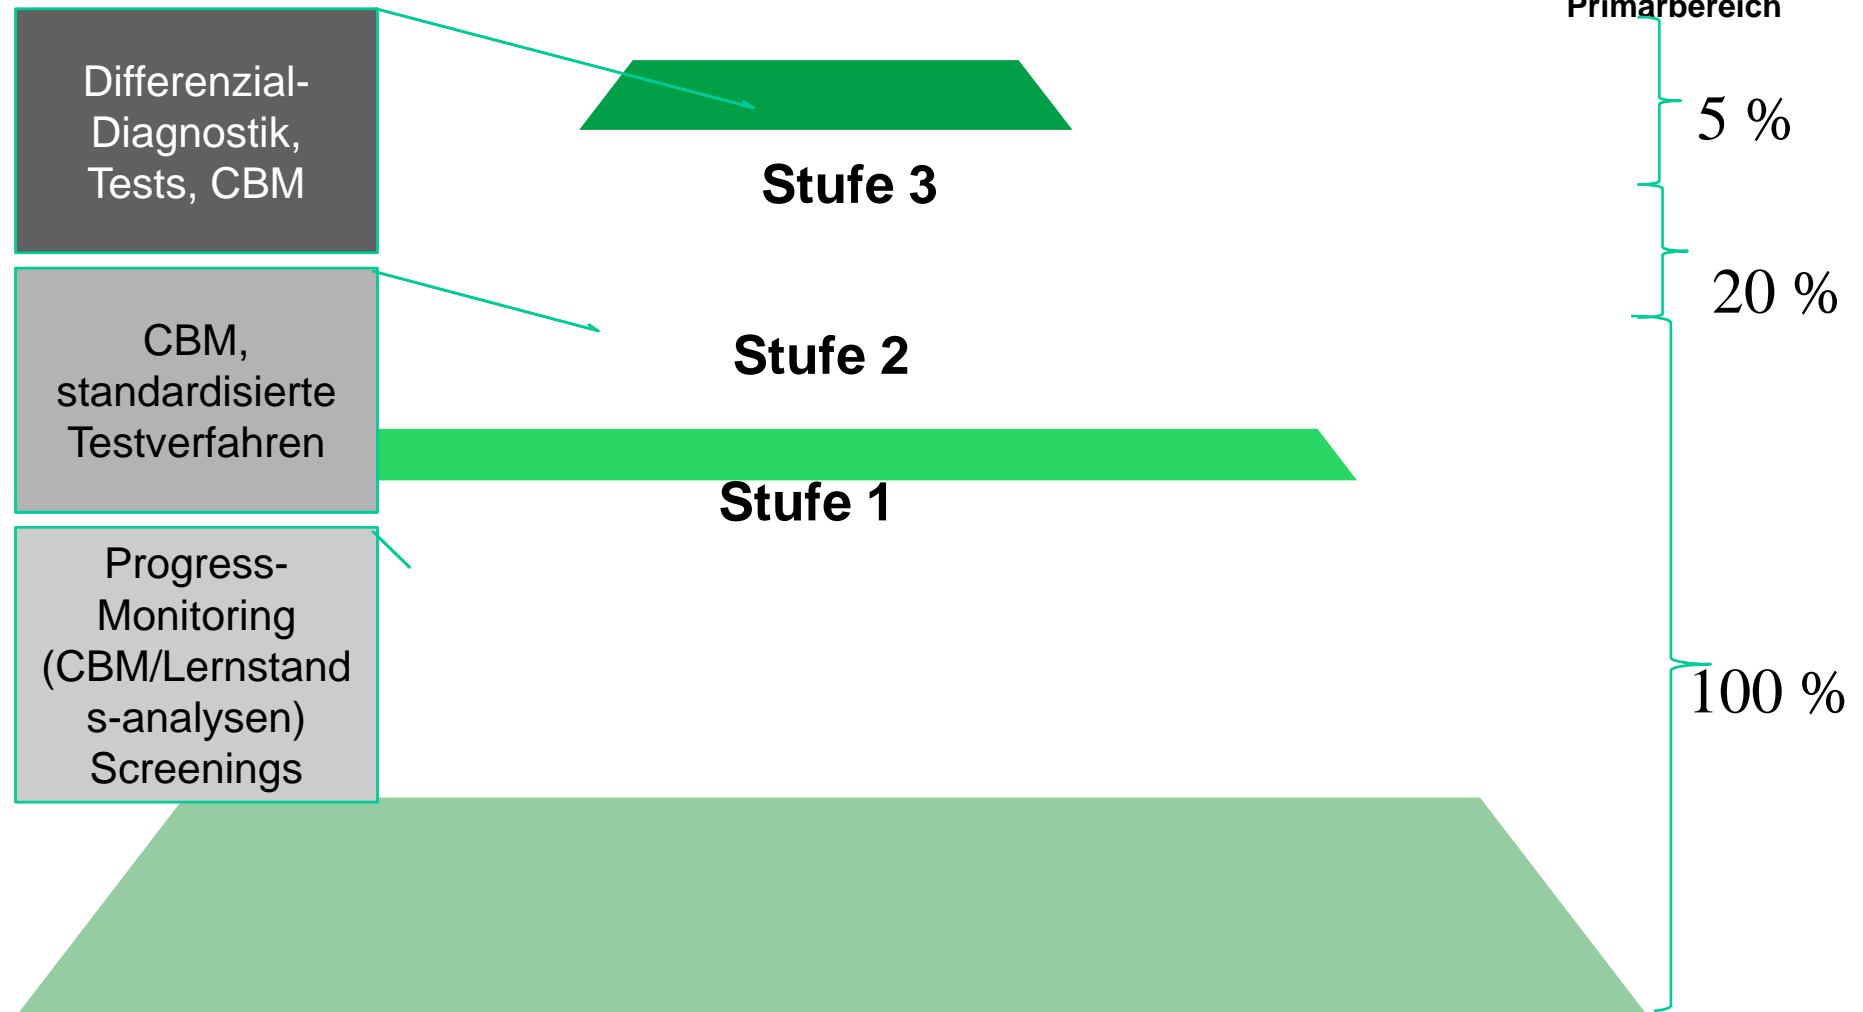 Primarbereich
Differenzial-
Diagnostik,
Tests, CBM
5 %
Stufe 3
20 %
CBM,
standardisierte
Testverfahren
Stufe 2
Stufe 1
Progress-
Monitoring
(CBM/Lernstand
s-analysen)
Screenings
100 %